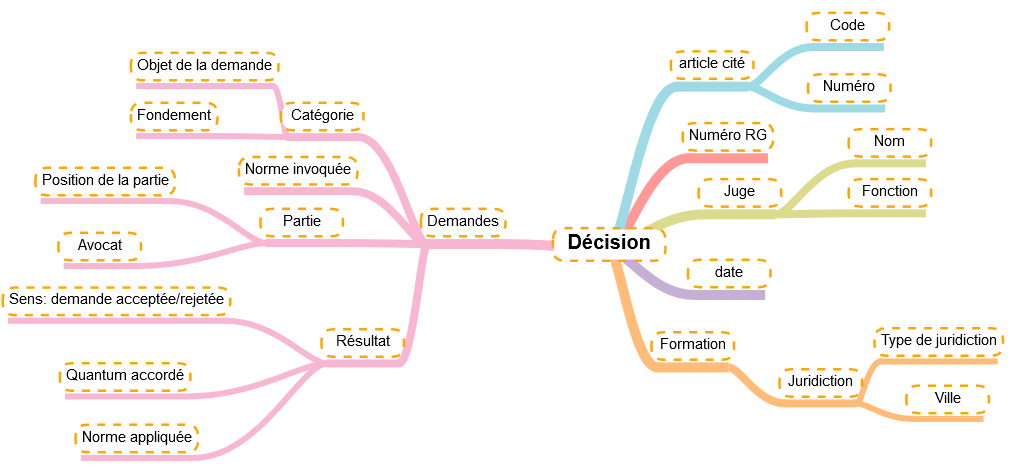 Décision
article cité
Code
Numéro
Numéro RG
Juge
Nom
Fonction
date
Formation
Juridiction
Type de juridiction
Ville
Demandes
Catégorie
Objet de la demande
Fondement
Norme invoquée
Partie
Position de la partie
Avocat
Résultat
Sens: demande acceptée/rejetée
Quantum accordé
Norme appliquée